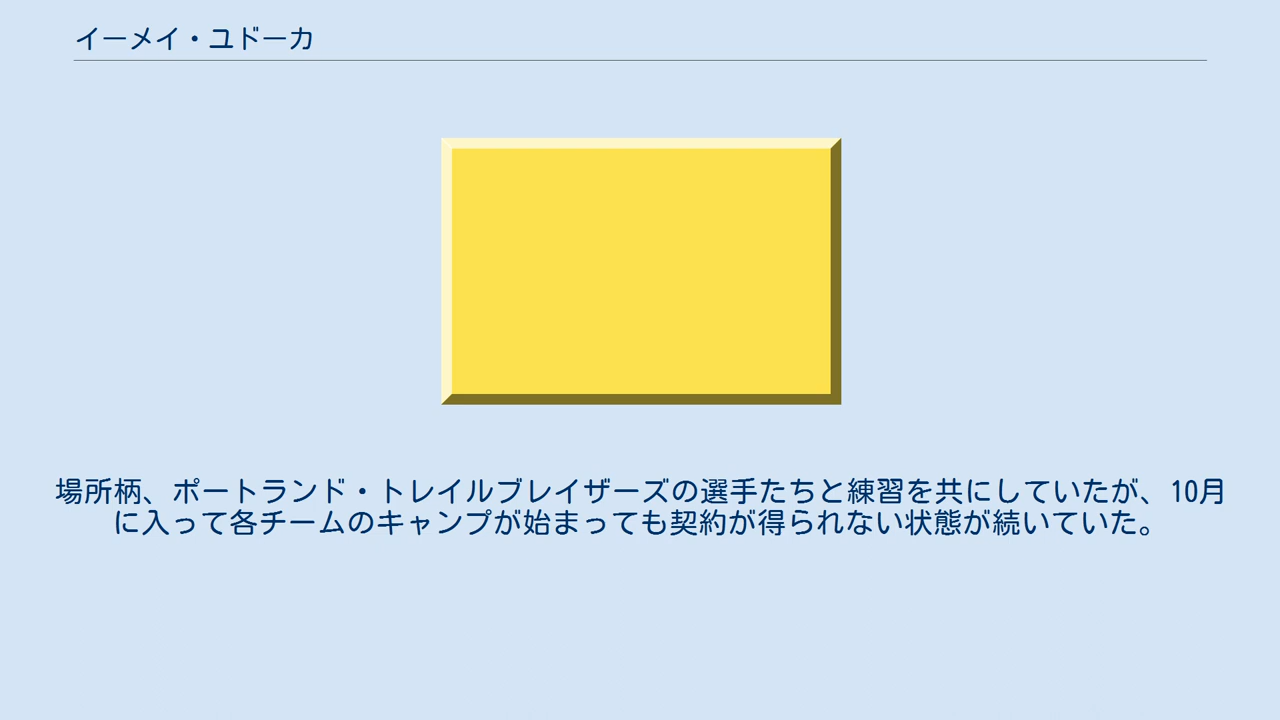 イーメイ・ユドーカ
場所柄、ポートランド・トレイルブレイザーズの選手たちと練習を共にしていたが、10月
に入って各チームのキャンプが始まっても契約が得られない状態が続いていた。